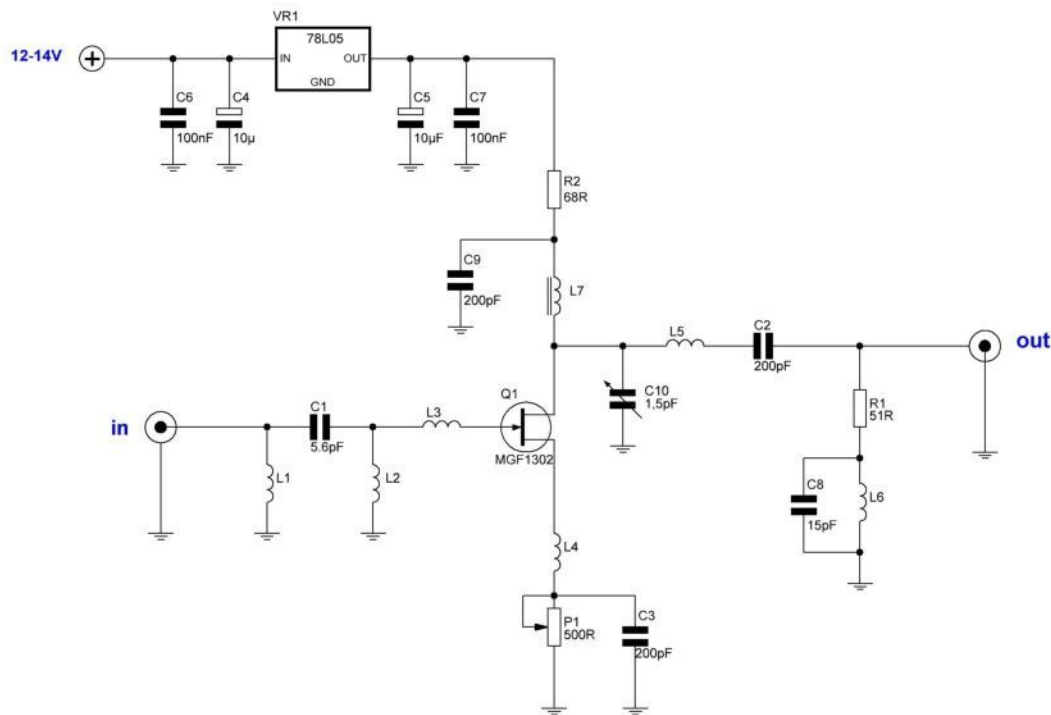 VR1
78L05
12-14V
IN
OUT
GND
C6
100nF
C4
10µ
C5
10µF
C7
100nF
R2
68R
C9
200pF
L7
L5
C2
200pF
out
C10
1,5pF
Q1
MGF1302
in
C1
5.6pF
L3
L1
L2
R1
51R
C8
15pF
L6
L4
P1
500R
C3
200pF